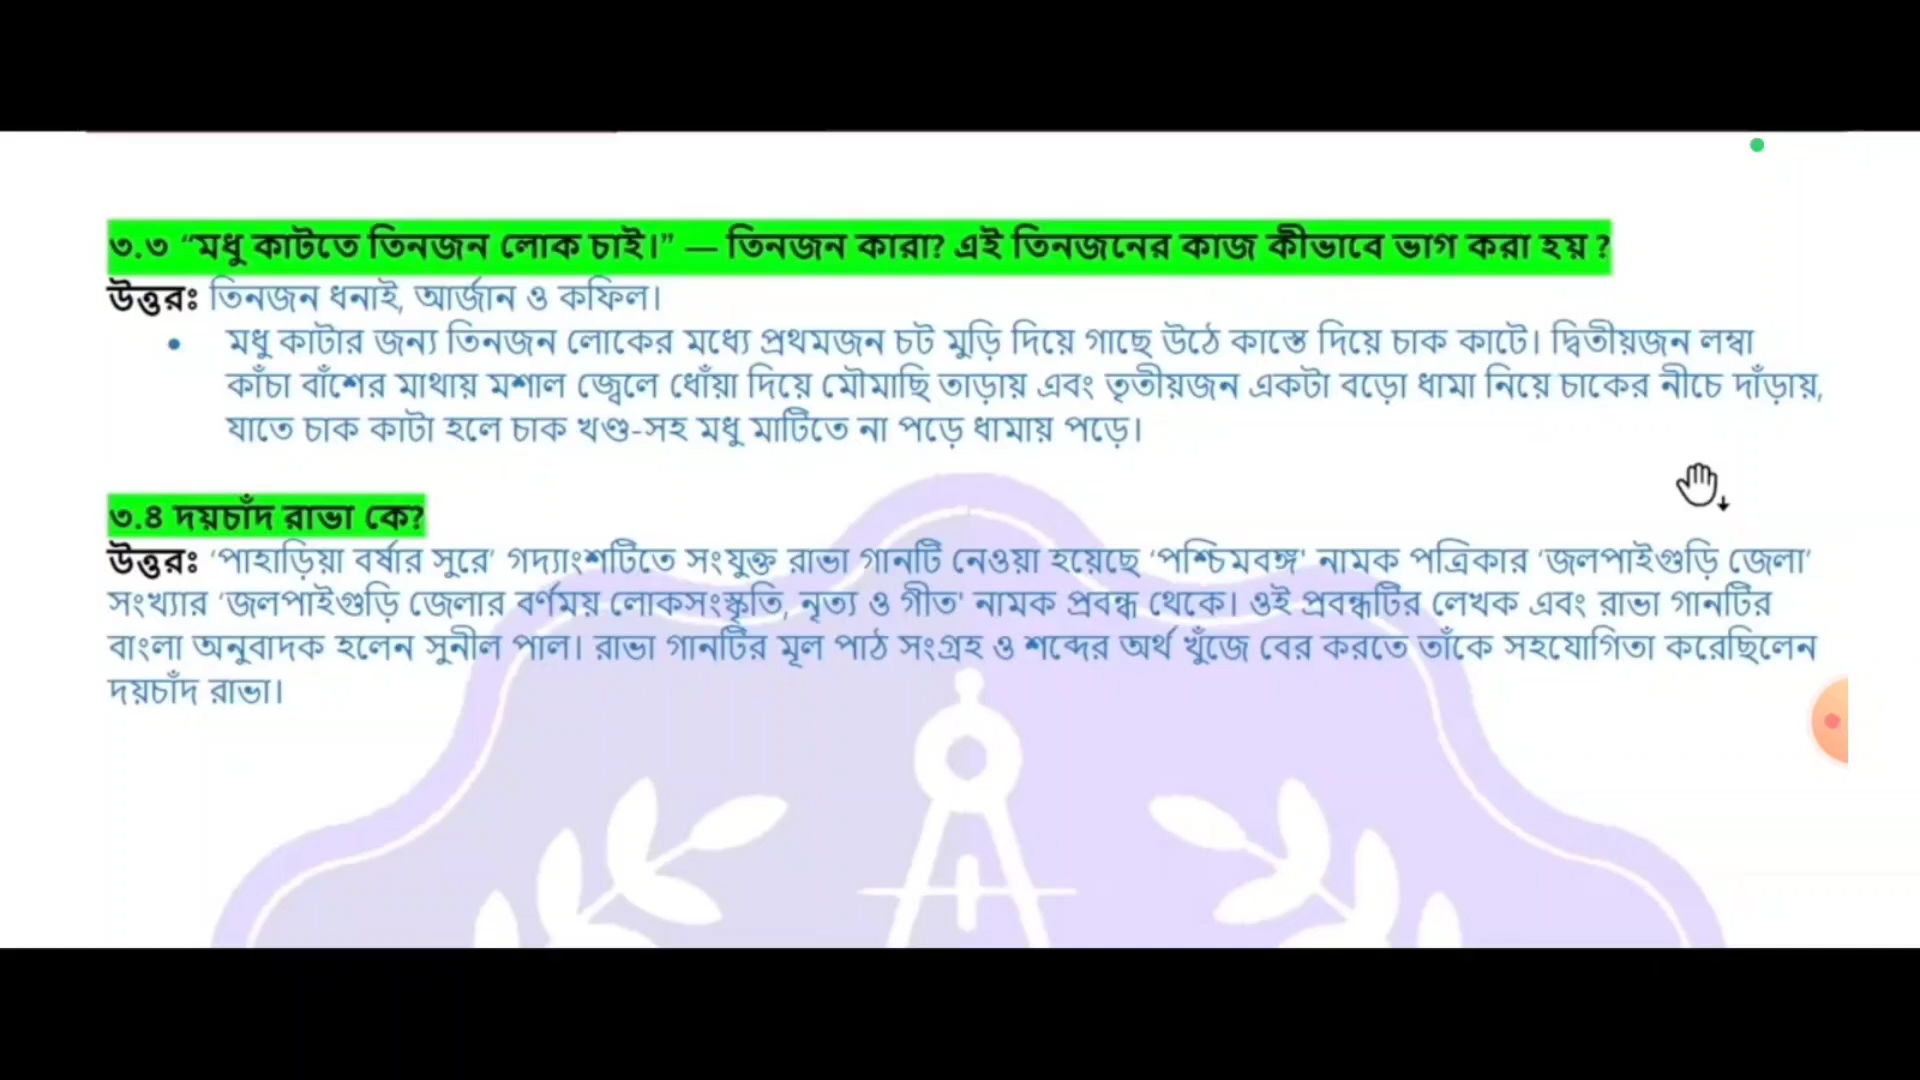 ৩.৩ “মধু কাটতে তিনজন লোক চাই।” — তিনজন কারা? এই তিনজনের কাজ কীভাবে ভাগ করা হয় ?
উত্তরঃ তিনজন ধনাই, আর্জান ও কফিল।
• মধু কাটার জন্য তিনজন লোকের মধ্যে প্রথমজন চট মুড়ি দিয়ে গাছে উঠে কাস্তে দিয়ে চাক কাটে। দ্বিতীয়জন লম্বা
কাঁচা বাঁশের মাথায় মশাল জ্বেলে ধোঁয়া দিয়ে মৌমাছি তাড়ায় এবং তৃতীয়জন একটা বড়ো ধামা নিয়ে চাকের নীচে দাঁড়ায়,
যাতে চাক কাটা হলে চাক খণ্ড-সহ মধু মাটিতে না পড়ে ধামায় পড়ে।
৩.৪ দয়চাঁদ রাভা কে?
উত্তরঃ ‘পাহাড়িয়া বর্ষার সুরে’ গদ্যাংশটিতে সংযুক্ত রাভা গানটি নেওয়া হয়েছে ‘পশ্চিমবঙ্গ’ নামক পত্রিকার ‘জলপাইগুড়ি জেলা’
সংখ্যার ‘জলপাইগুড়ি জেলার বর্ণময় লোকসংস্কৃতি, নৃত্য ও গীত’ নামক প্রবন্ধ থেকে। ওই প্রবন্ধটির লেখক এবং রাভা গানটির
বাংলা অনুবাদক হলেন সুনীল পাল। রাভা গানটির মূল পাঠ সংগ্রহ ও শব্দের অর্থ খুঁজে বের করতে তাঁকে সহযোগিতা করেছিলেন
দয়চাঁদ রাভা।